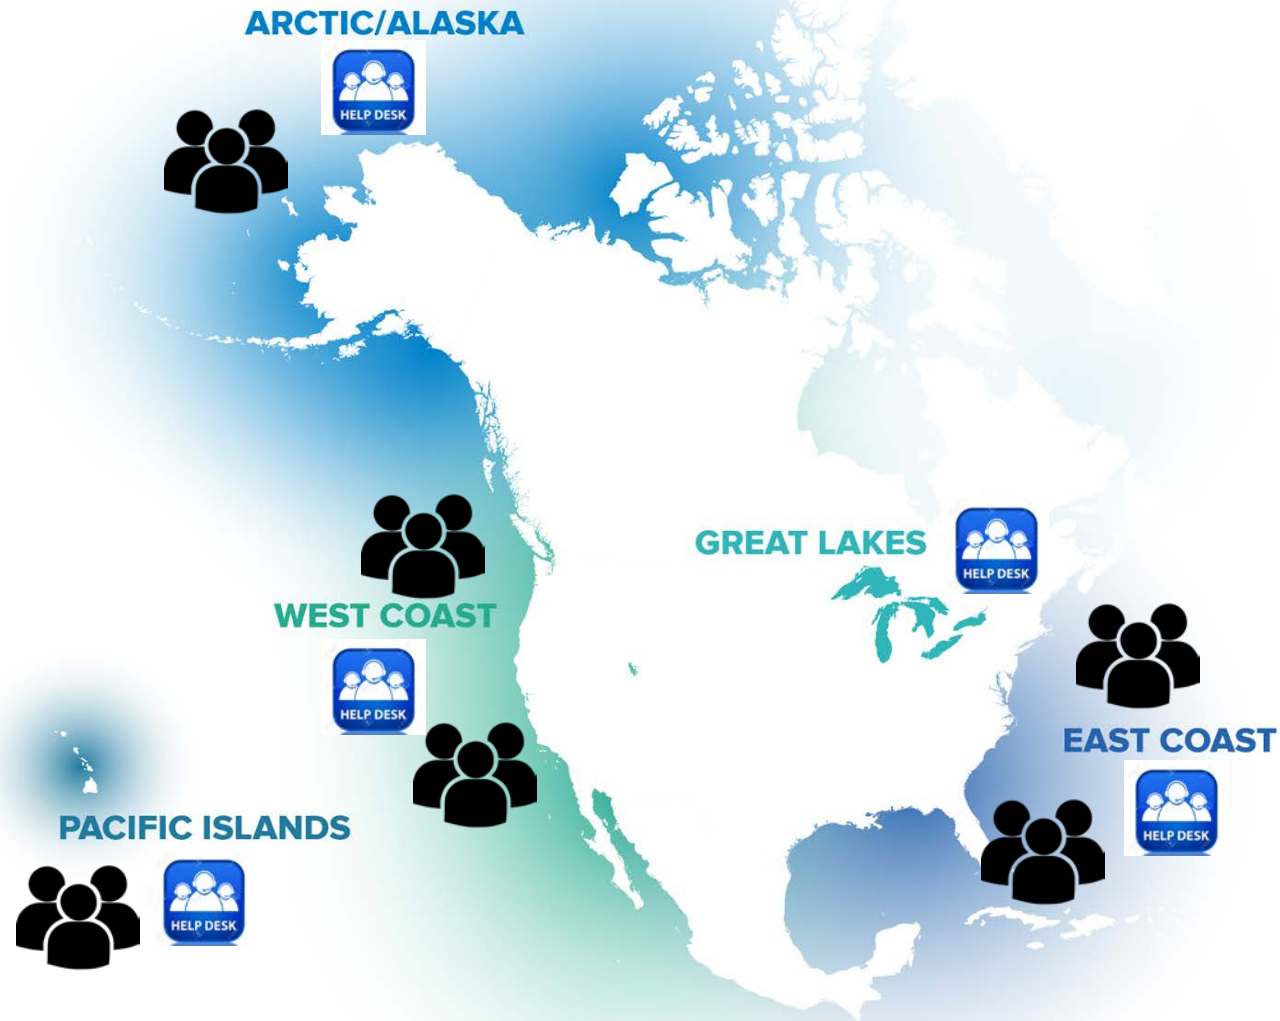 ARCTIC/ALASKA
HELP DESK
GREAT LAKES
HELP DESK
WEST COAST
HELP DESK
EAST COAST
HELP DESK
PACIFIC ISLANDS
HELP DESK